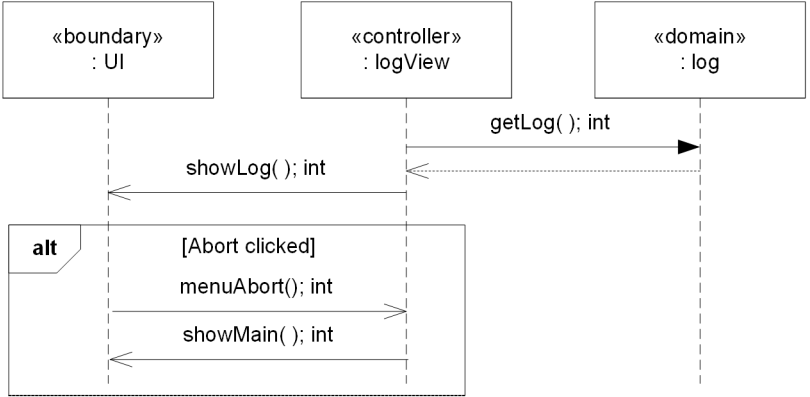 «boundary»
: UI
«controller»
: logView
«domain»
: log
getLog( ); int
showLog( ); int
alt
[Abort clicked]
menuAbort(); int
showMain( ); int